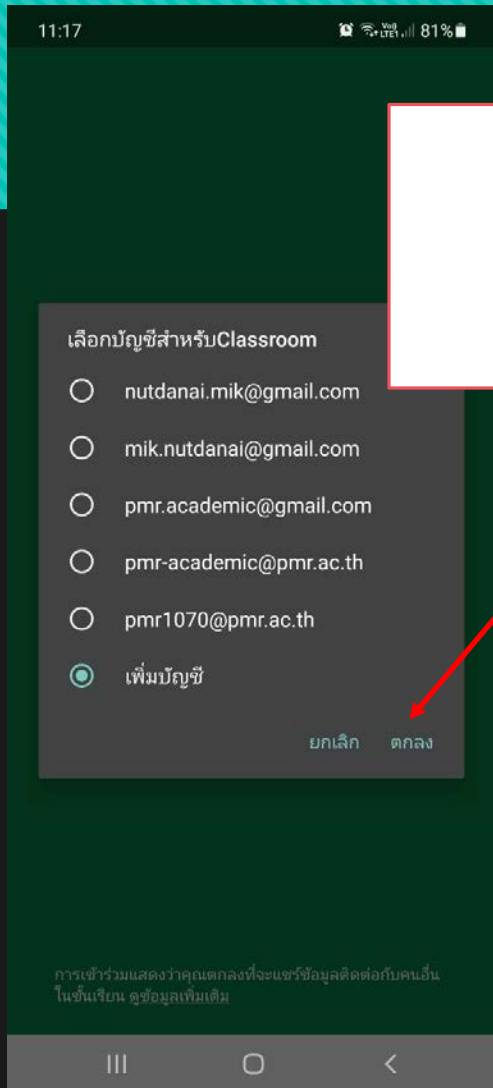 11:17 Vo9 LTE1 81%
เลือกบัญชีสำหรับClassroom
nutdanai.mik@gmail.com
mik.nutdanai@gmail.com
pmr.academic@gmail.com
pmr-academic@pmr.ac.th
pmr1070@pmr.ac.th
เพิ่มบัญชี
ยกเลิก ตกลง
การเข้าร่วมแสดงว่าคุณตกลงที่จะแชร์ข้อมูลติดต่อกับคนอื่น
ในชั้นเรียน ดูข้อมูลเพิ่มเติม